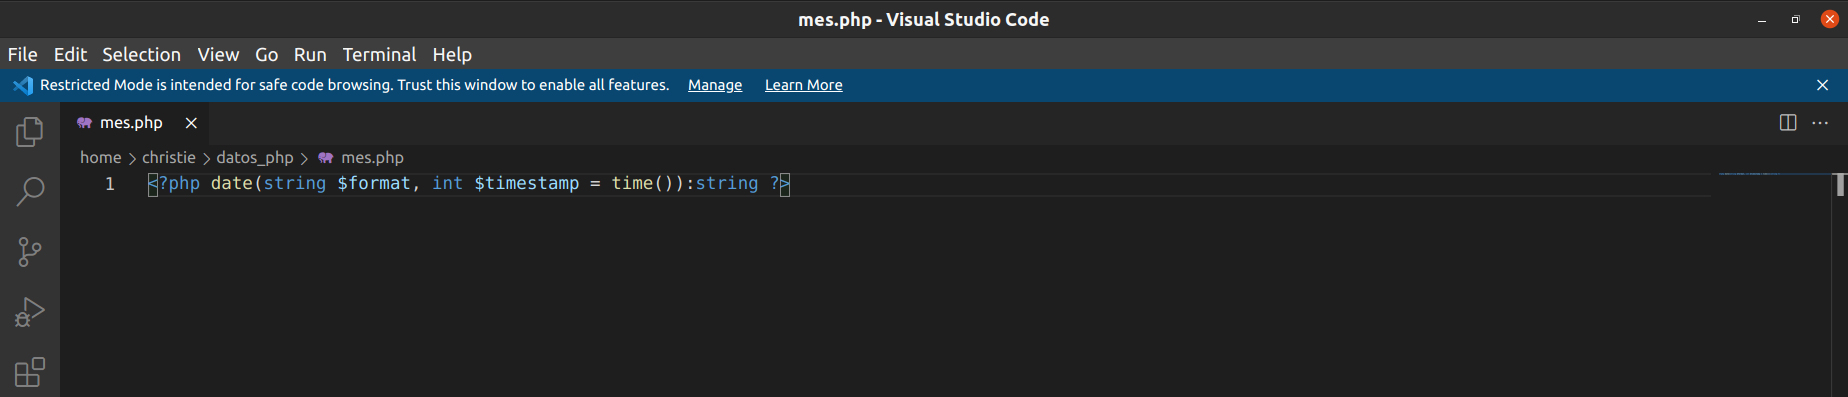 mes.php - Visual Studio Code
File Edit Selection View Go Run Terminal Help
Restricted Mode is intended for safe code browsing. Trust this window to enable all features. Manage Learn More
mes.php
home > christie > datos_php > mes.php
1 <?php date(string $format, int $timestamp = time()):string ?>